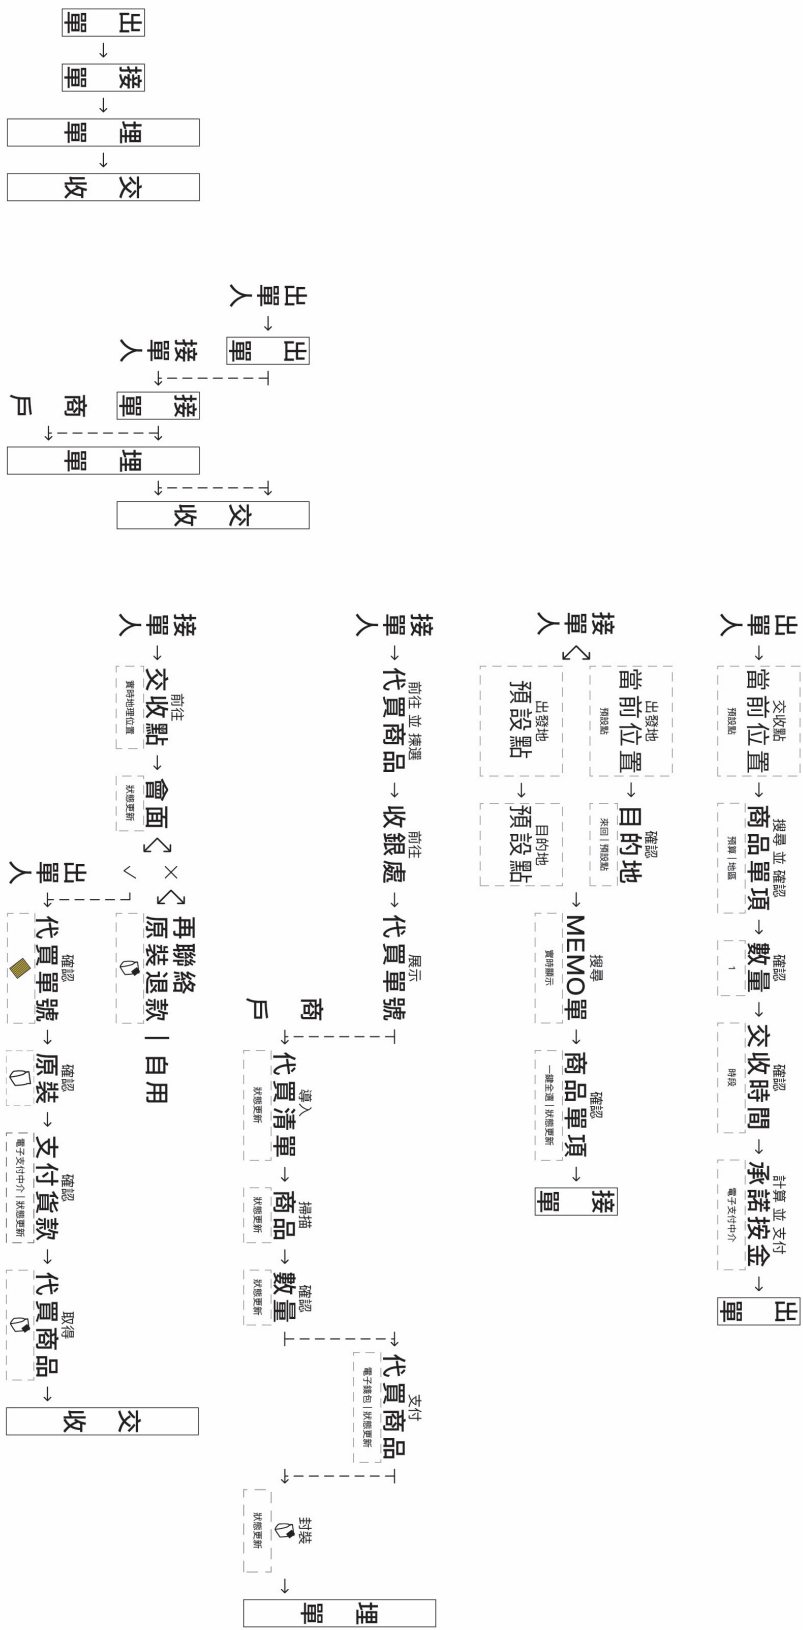 出單
接單
埋單
交收
出單人
出單
接單人
接單
商戶
埋單
交收
出單人
交收點
當前位置
預設點
搜尋 並 確認
商品單項
預算 | 地區
確認
數量
1
確認
交收時間
時段
計算 並 支付
承諾按金
電子支付中介
出單
接單人
出發地
當前位置
預設點
確認
目的地
來回 | 預設點
出發地
預設點
目的地
預設點
搜尋
MEMO單
實時顯示
確認
商品單項
一鍵全選 | 狀態更新
接單
接單人
前往 並 揀選
代買商品
前往
收銀處
展示
代買單號
商戶
導入
代買清單
狀態更新
掃描
商品
狀態更新
確認
數量
狀態更新
支付
代買商品
電子錢包 | 狀態更新
封裝
狀態更新
埋單
接單人
前往
交收點
實時地理位置
會面
狀態更新
再聯絡
原裝退款 | 自用
出單人
確認
代買單號
確認
原裝
確認
支付貨款
電子支付中介 | 狀態更新
取得
代買商品
交收